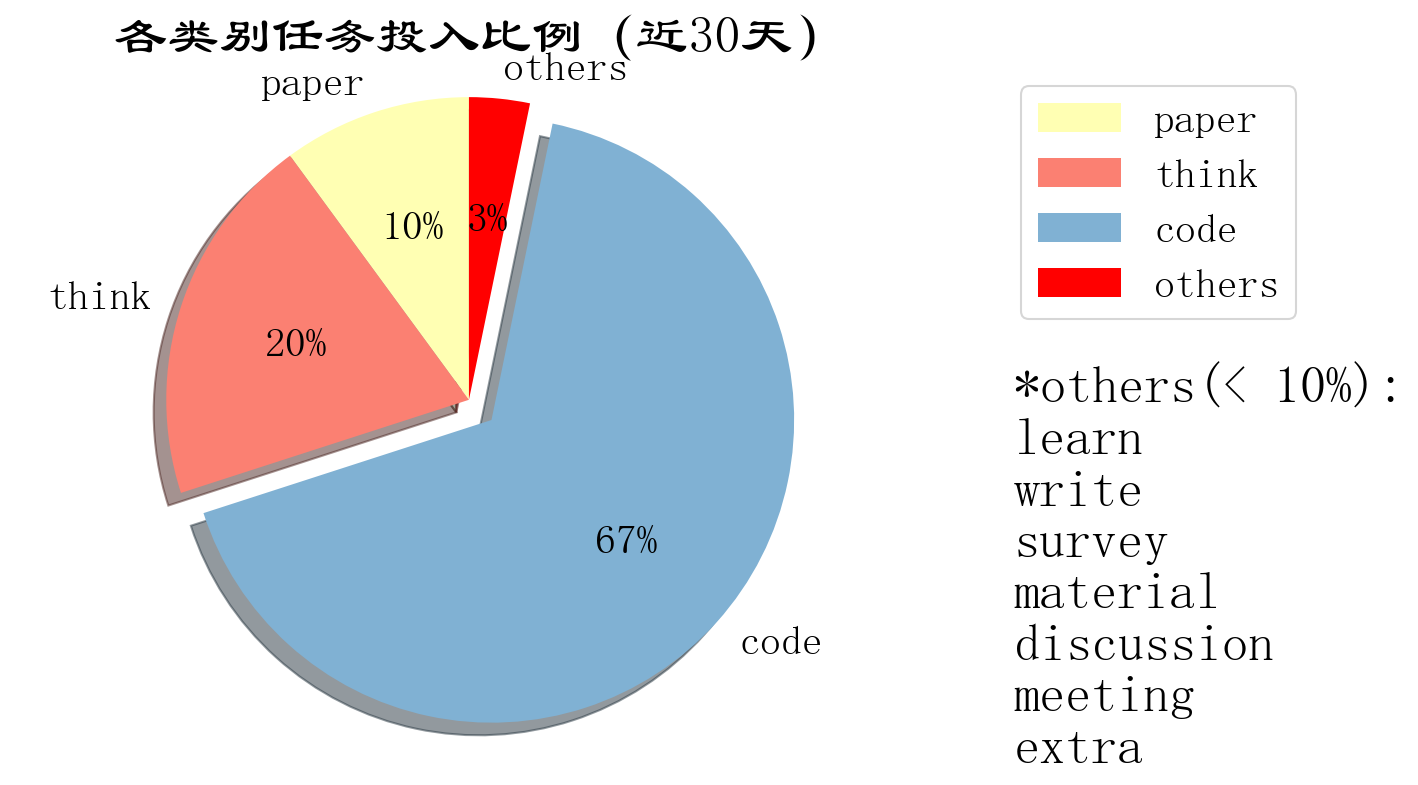 各类别任务投入比例 (近30天)
paper
others
10%
3%
think
20%
67%
code
paper
think
code
others
*others(< 10%):
learn
write
survey
material
discussion
meeting
extra